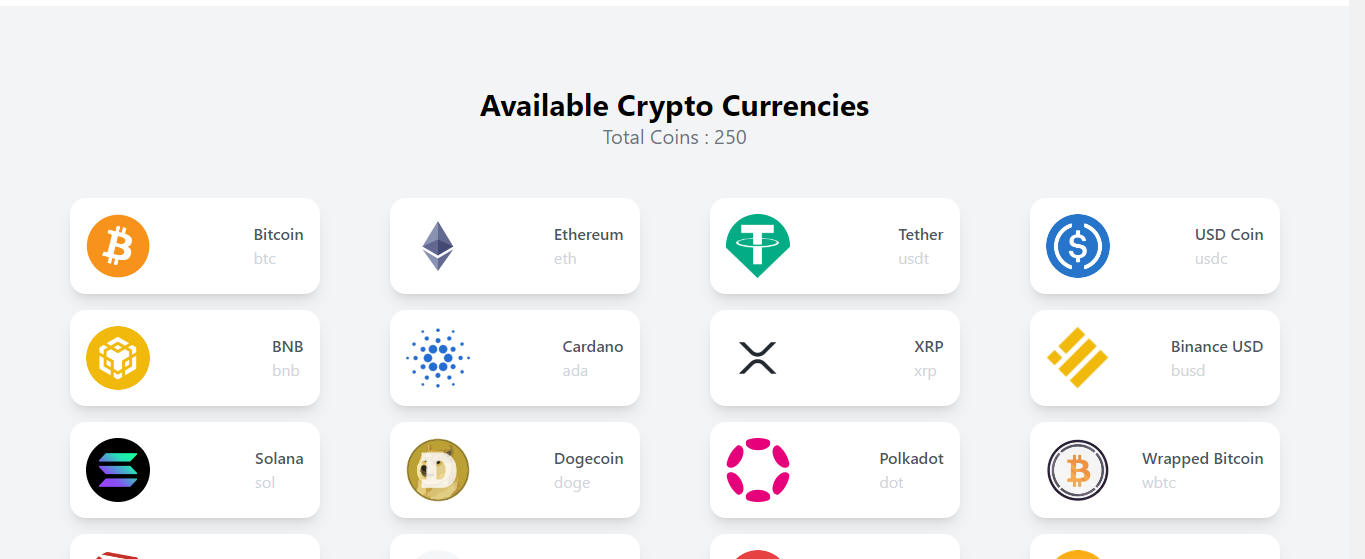 Available Crypto Currencies
Total Coins : 250
Bitcoin
btc
Ethereum
eth
Tether
usdt
USD Coin
usdc
BNB
bnb
Cardano
ada
XRP
xrp
Binance USD
busd
Solana
sol
Dogecoin
doge
Polkadot
dot
Wrapped Bitcoin
wbtc